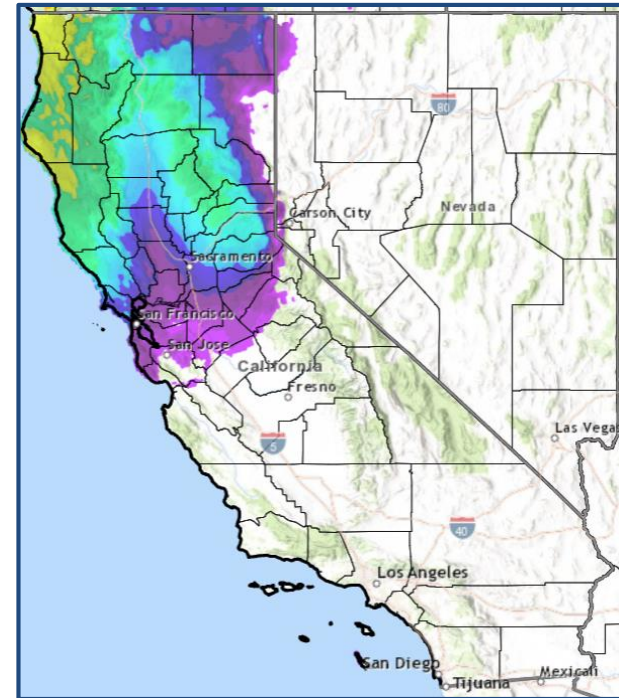 80
Nevada
Carson City
Sacramento
San Francisco
San Jose
California
Fresno
Las Vegas
5
40
Los Angeles
San Diego
Tijuana
Mexicali